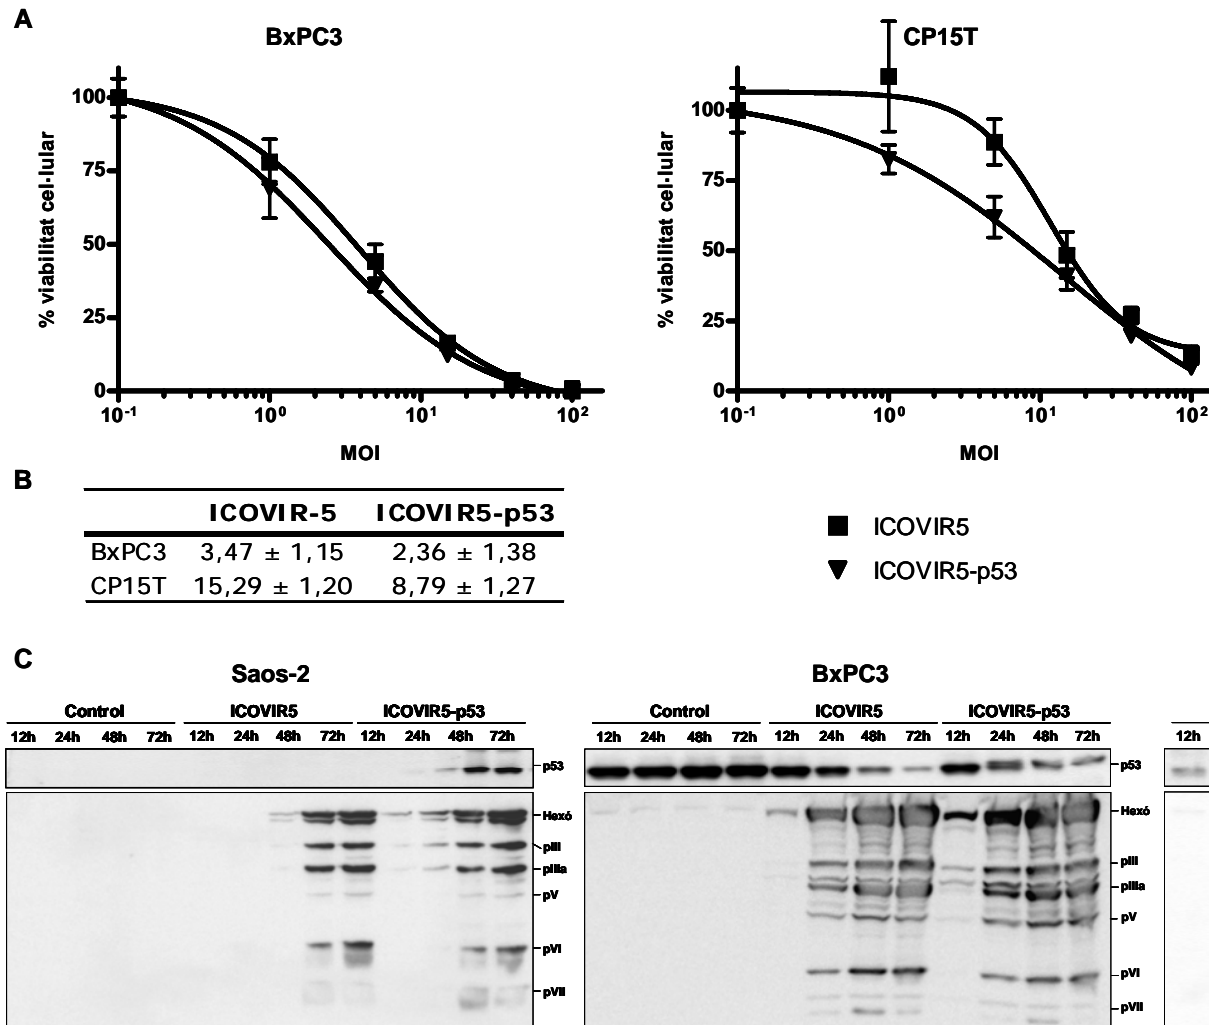 A
BxPC3
CP15T
% viabilitat cel·lular
100
75
50
25
0
10-1 100 101 102
MOI
% viabilitat cel·lular
100
75
50
25
0
10-1 100 101 102
MOI
B
ICOVIR-5 ICOVIR5-p53
BxPC3 3,47 ± 1,15 2,36 ± 1,38
CP15T 15,29 ± 1,20 8,79 ± 1,27
ICOVIR5
ICOVIR5-p53
C
Saos-2
Control ICOVIR5 ICOVIR5-p53
12h 24h 48h 72h 12h 24h 48h 72h 12h 24h 48h 72h
p53
Hexó
pIII
pIIIa
pV
pVI
pVII
BxPC3
Control ICOVIR5 ICOVIR5-p53
12h 24h 48h 72h 12h 24h 48h 72h 12h 24h 48h 72h
p53
Hexó
pIII
pIIIa
pV
pVI
pVII
12h